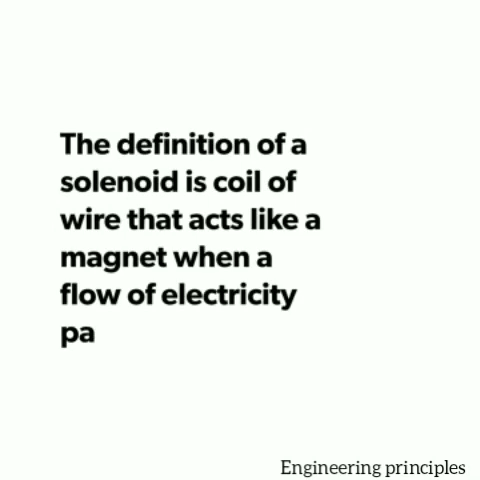 The definition of a
solenoid is coil of
wire that acts like a
magnet when a
flow of electricity
pa
Engineering principles